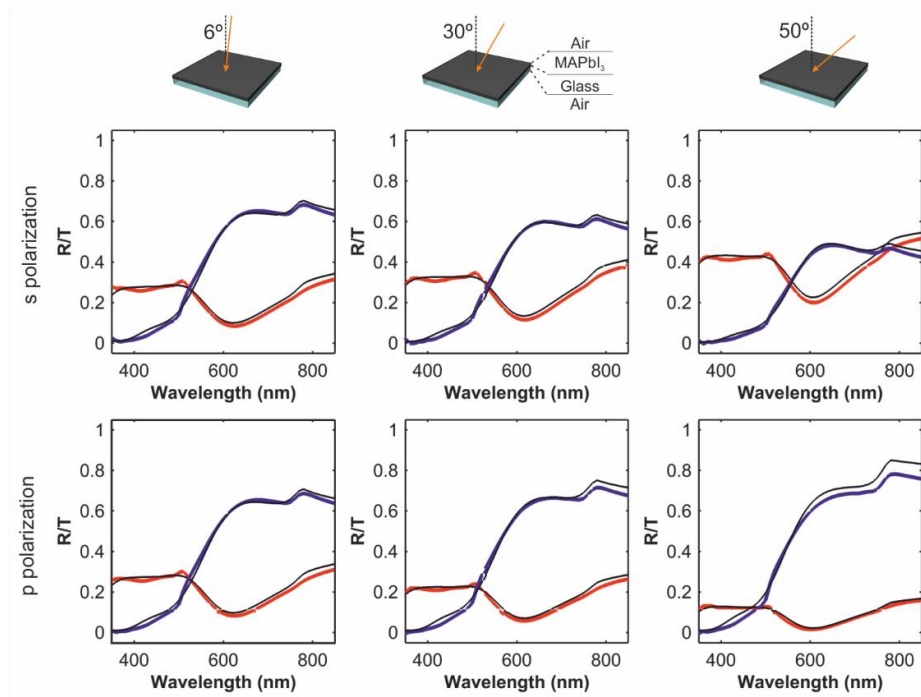 6º
30º
50º
Air
MAPbI₃
Glass
Air
s polarization
R/T
1
0.8
0.6
0.4
0.2
0
400
600
800
Wavelength (nm)
R/T
1
0.8
0.6
0.4
0.2
0
400
600
800
Wavelength (nm)
R/T
1
0.8
0.6
0.4
0.2
0
400
600
800
Wavelength (nm)
p polarization
R/T
1
0.8
0.6
0.4
0.2
0
400
600
800
Wavelength (nm)
R/T
1
0.8
0.6
0.4
0.2
0
400
600
800
Wavelength (nm)
R/T
1
0.8
0.6
0.4
0.2
0
400
600
800
Wavelength (nm)